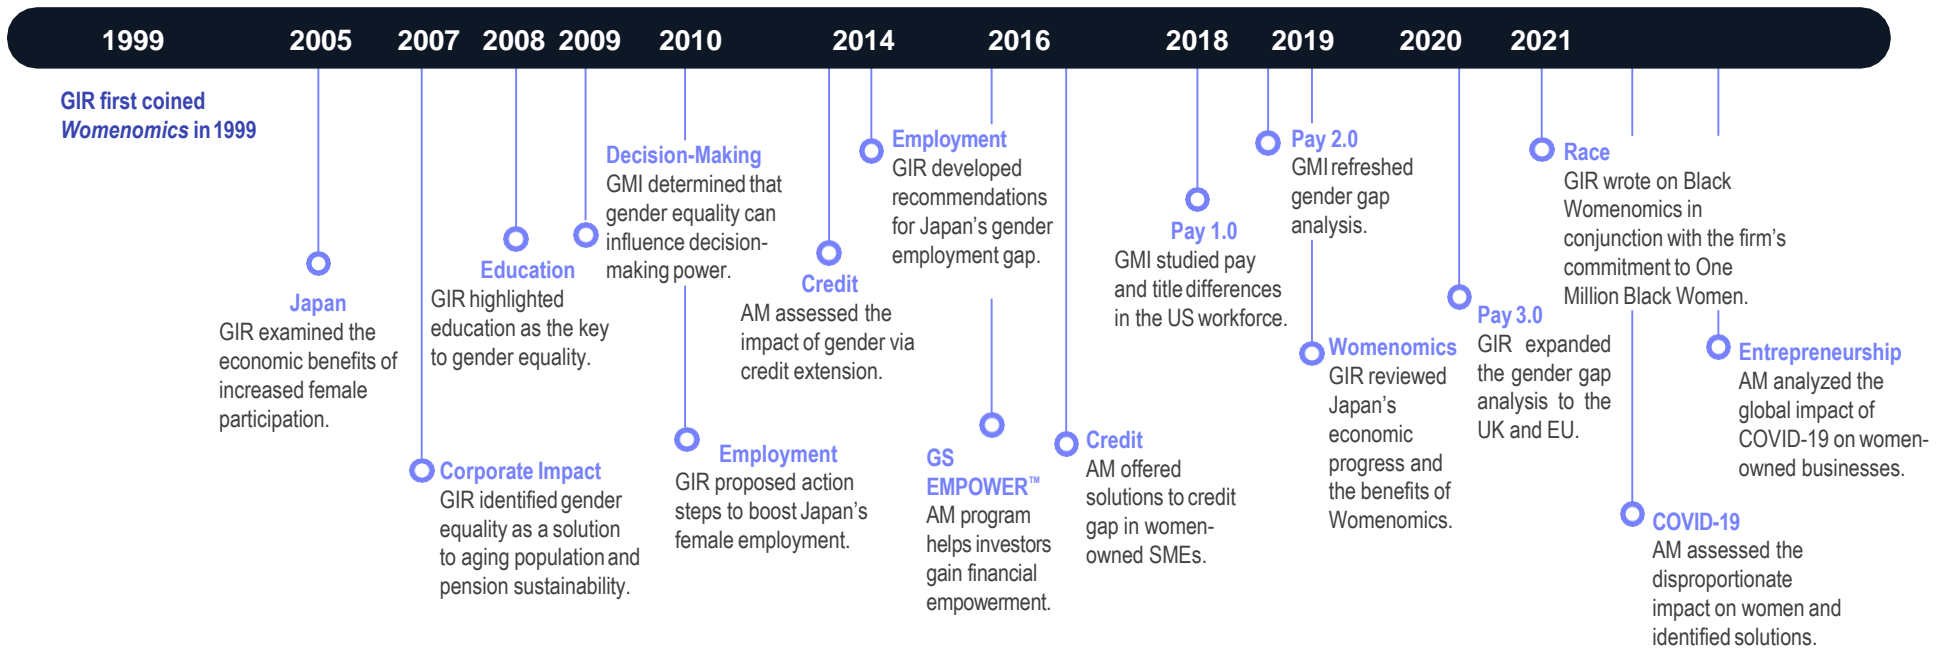 1999 2005 2007 2008 2009 2010 2014 2016 2018 2019 2020 2021
GIR first coined
Womenomics in 1999
Japan
GIR examined the
economic benefits of
increased female
participation.
Corporate Impact
GIR identified gender
equality as a solution
to aging population and
pension sustainability.
Education
GIR highlighted
education as the key
to gender equality.
Decision-Making
GMI determined that
gender equality can
influence decision-
making power.
Employment
GIR proposed action
steps to boost Japan's
female employment.
Credit
AM assessed the
impact of gender via
credit extension.
Employment
GIR developed
recommendations
for Japan's gender
employment gap.
GS
EMPOWER™
AM program
helps investors
gain financial
empowerment.
Credit
AM offered
solutions to credit
gap in women-
owned SMEs.
Pay 1.0
GMI studied pay
and title differences
in the US workforce.
Pay 2.0
GMI refreshed
gender gap
analysis.
Womenomics
GIR reviewed
Japan's
economic
progress and
the benefits of
Womenomics.
Pay 3.0
GIR expanded
the gender gap
analysis to the
UK and EU.
Race
GIR wrote on Black
Womenomics in
conjunction with the firm's
commitment to One
Million Black Women.
COVID-19
AM assessed the
disproportionate
impact on women and
identified solutions.
Entrepreneurship
AM analyzed the
global impact of
COVID-19 on women-
owned businesses.